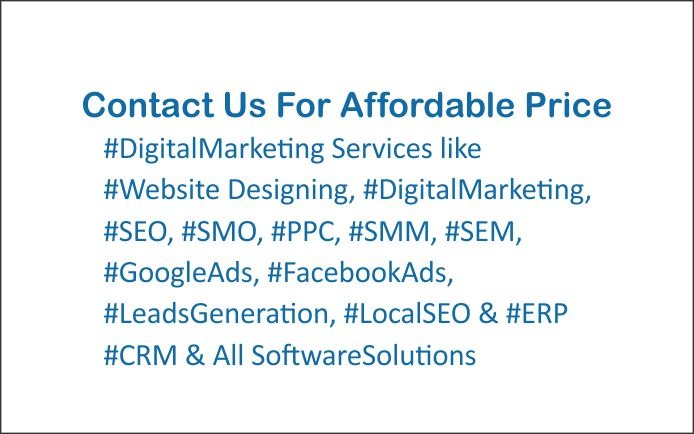 Contact Us For Affordable Price
#DigitalMarketing Services like
#Website Designing, #DigitalMarketing,
#SEO, #SMO, #PPC, #SMM, #SEM,
#GoogleAds, #FacebookAds,
#LeadsGeneration, #LocalSEO & #ERP
#CRM & All SoftwareSolutions